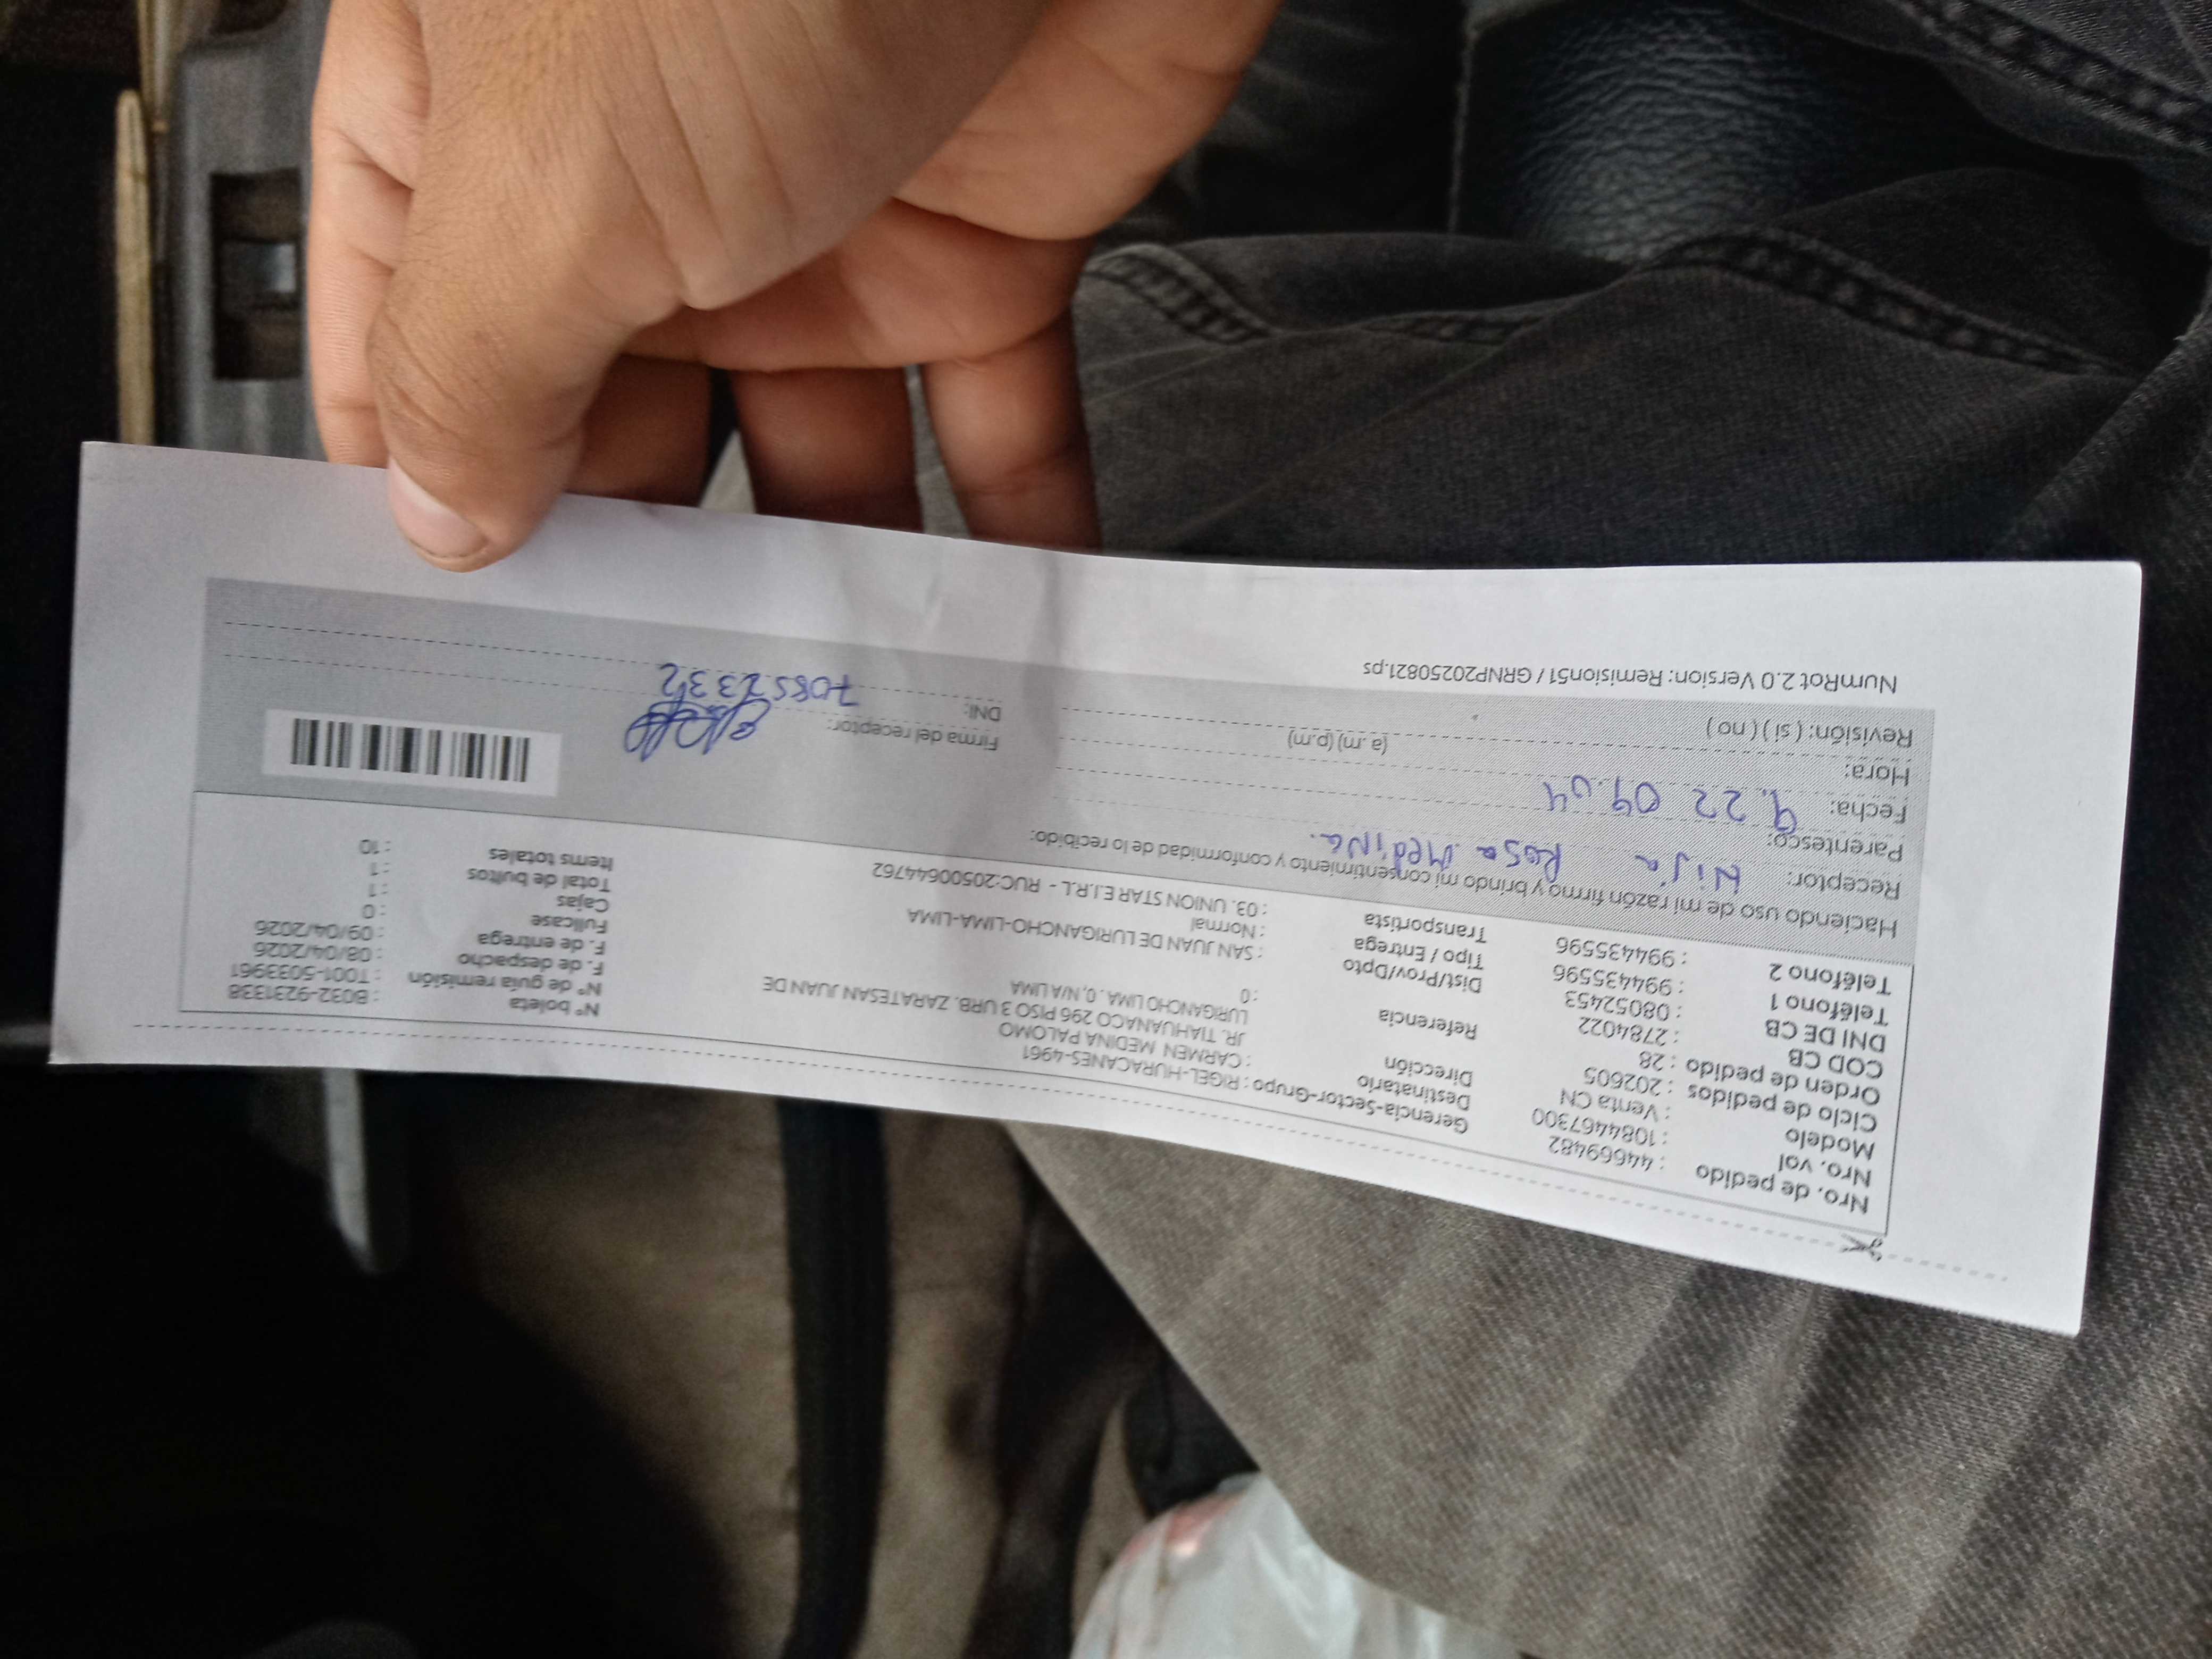 Nro. de pedido : 44669482
Nro. vol : 1084467300
Modelo : Venta CN
Ciclo de pedidos : 202605
Orden de pedido : 28
COD CB : 2784022
DNI DE CB : 08052453
Teléfono 1 : 994435596
Teléfono 2 : 994435596
Gerencia-Sector-Grupo : RIGEL-HURACANES-4961
Destinatario : CARMEN MEDINA PALOMO
Dirección JR. TIAHUANACO 296 PISO 3 URB. ZARATESAN JUAN DE
LURIGANCHO LIMA . 0, N/A LIMA
Referencia : 0
Dist/Prov/Dpto : SAN JUAN DE LURIGANCHO-LIMA-LIMA
Tipo / Entrega : Normal
Transportista : 03. UNION STAR E.I.R.L - RUC:20500644762
N° boleta : B032-9231338
N° de guía remisión : T001-5033961
F. de despacho : 08/04/2026
F. de entrega : 09/04/2026
Fullcase : 0
Cajas : 1
Total de bultos : 1
Items totales : 10
Haciendo uso de mi razón firmo y brindo mi consentimiento y conformidad de lo recibido:
Receptor: Hija Rosa Medina.
Parentesco:
Fecha: 9.22 09.04
Hora: (a.m) (p.m)
Revisión: ( si ) ( no )
Firma del receptor:
DNI: 70852332
NumRot 2.0 Version: Remision51 / GRNP20250821.ps